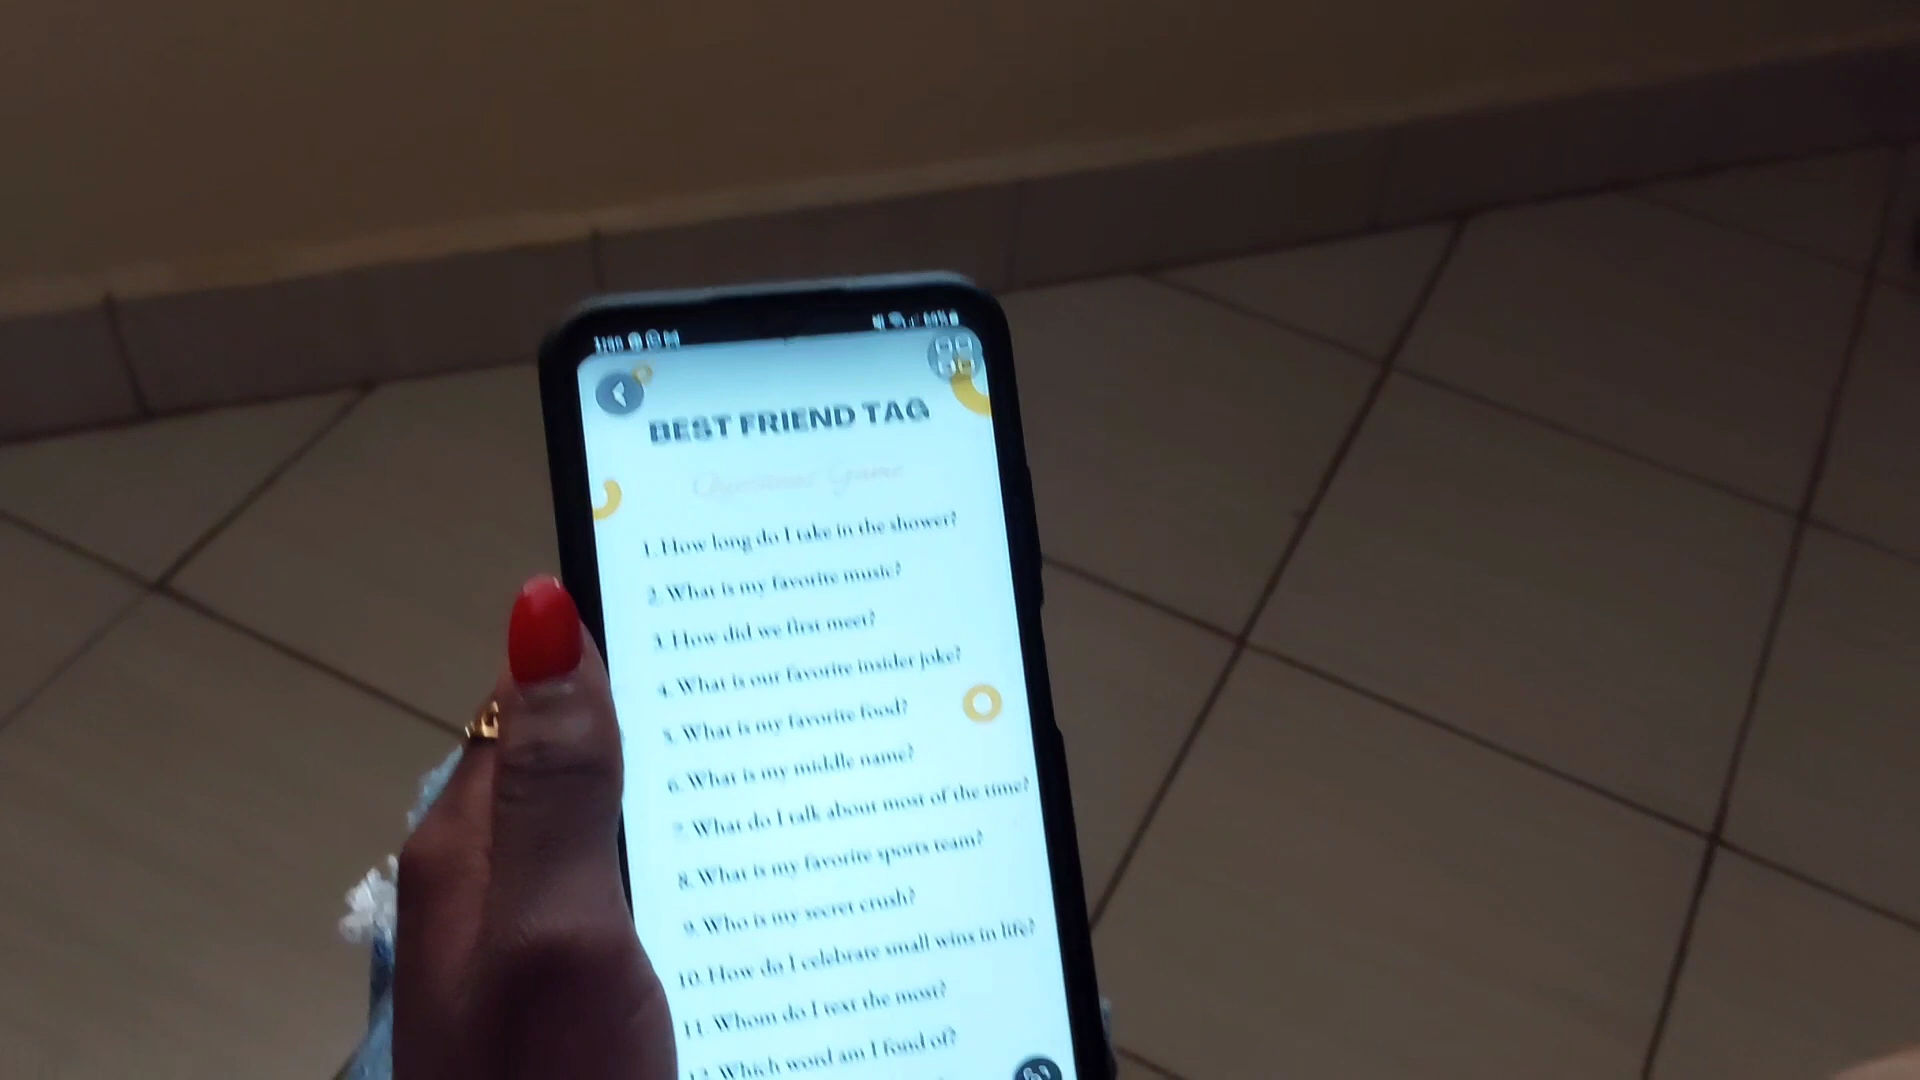 BEST FRIEND TAG
Questions Game
1. How long do I take in the shower?
2. What is my favorite music?
3. How did we first meet?
4. What is our favorite insider joke?
5. What is my favorite food?
6. What is my middle name?
7. What do I talk about most of the time?
8. What is my favorite sports team?
9. Who is my secret crush?
10. How do I celebrate small wins in life?
11. Whom do I text the most?
12. Which word am I fond of?